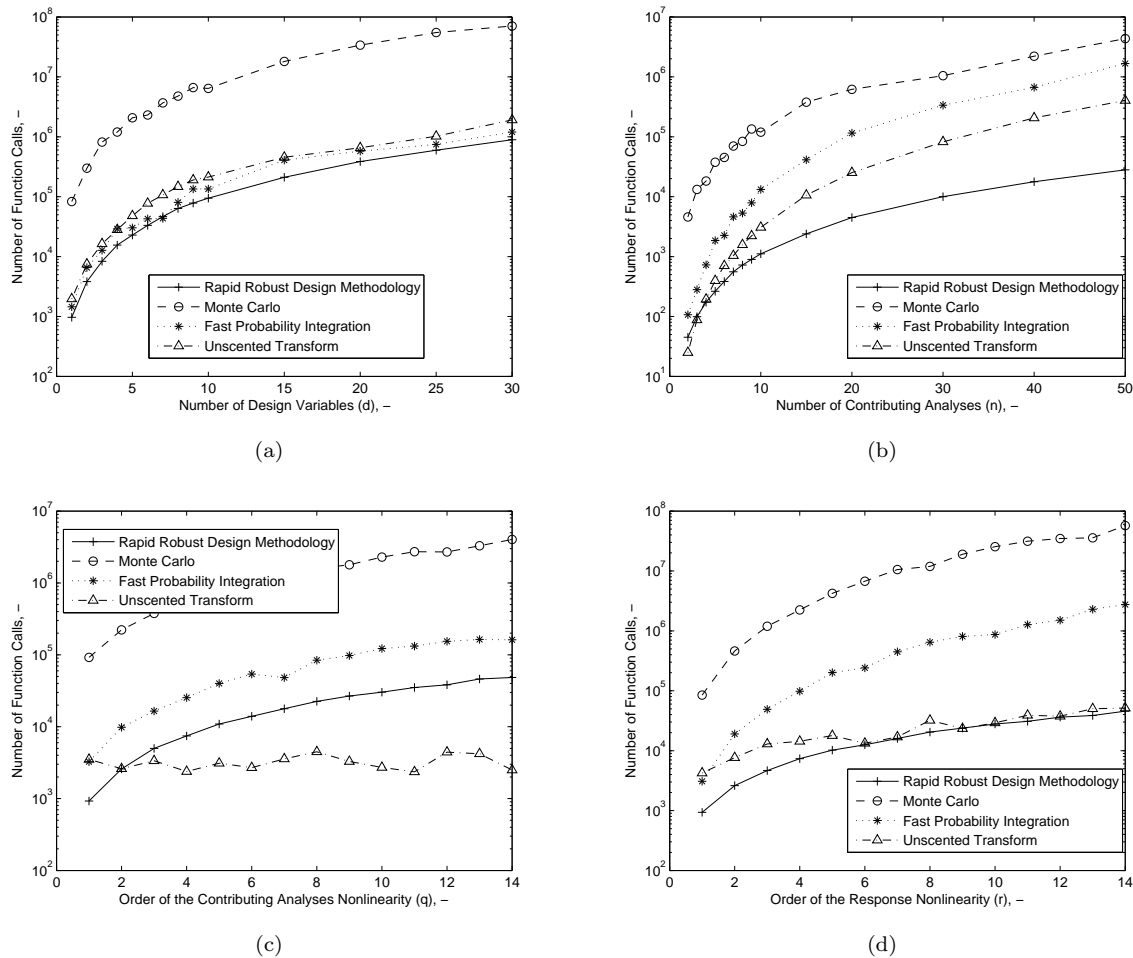 10^8
10^7
10^6
10^5
10^4
10^3
10^2
Number of Function Calls, –
Rapid Robust Design Methodology
Monte Carlo
Fast Probability Integration
Unscented Transform
0 5 10 15 20 25 30
Number of Design Variables (d), –
(a)
10^7
10^6
10^5
10^4
10^3
10^2
10^1
Number of Function Calls, –
Rapid Robust Design Methodology
Monte Carlo
Fast Probability Integration
Unscented Transform
0 10 20 30 40 50
Number of Contributing Analyses (n), –
(b)
10^7
10^6
10^5
10^4
10^3
10^2
Number of Function Calls, –
Rapid Robust Design Methodology
Monte Carlo
Fast Probability Integration
Unscented Transform
0 2 4 6 8 10 12 14
Order of the Contributing Analyses Nonlinearity (q), –
(c)
10^8
10^7
10^6
10^5
10^4
10^3
10^2
Number of Function Calls, –
Rapid Robust Design Methodology
Monte Carlo
Fast Probability Integration
Unscented Transform
0 2 4 6 8 10 12 14
Order of the Response Nonlinearity (r), –
(d)